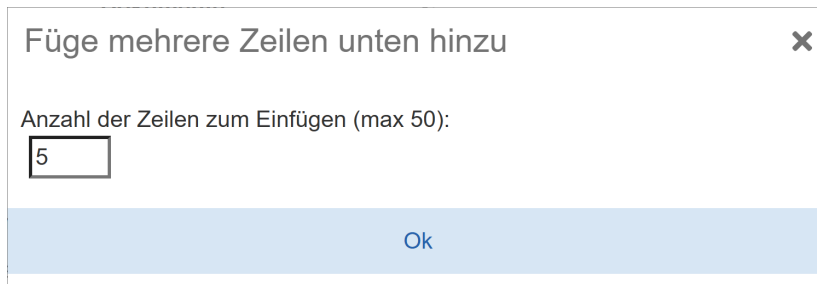 Füge mehrere Zeilen unten hinzu
Anzahl der Zeilen zum Einfügen (max 50):
5
Ok